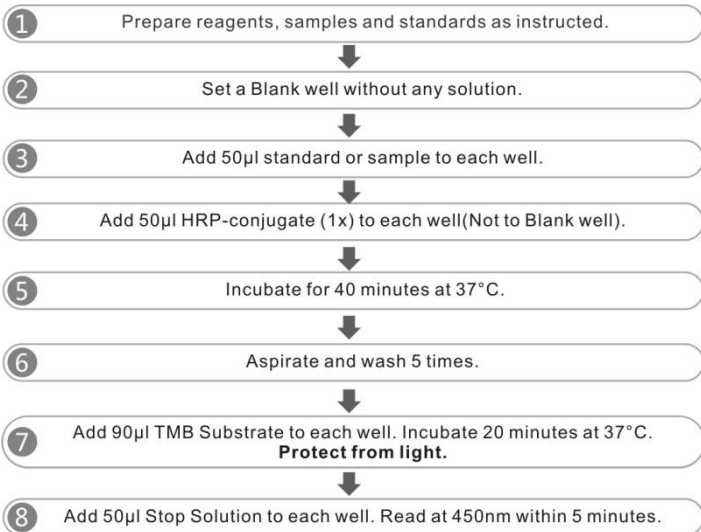 1 Prepare reagents, samples and standards as instructed.
2 Set a Blank well without any solution.
3 Add 50µl standard or sample to each well.
4 Add 50µl HRP-conjugate (1x) to each well(Not to Blank well).
5 Incubate for 40 minutes at 37°C.
6 Aspirate and wash 5 times.
7 Add 90µl TMB Substrate to each well. Incubate 20 minutes at 37°C.
Protect from light.
8 Add 50µl Stop Solution to each well. Read at 450nm within 5 minutes.